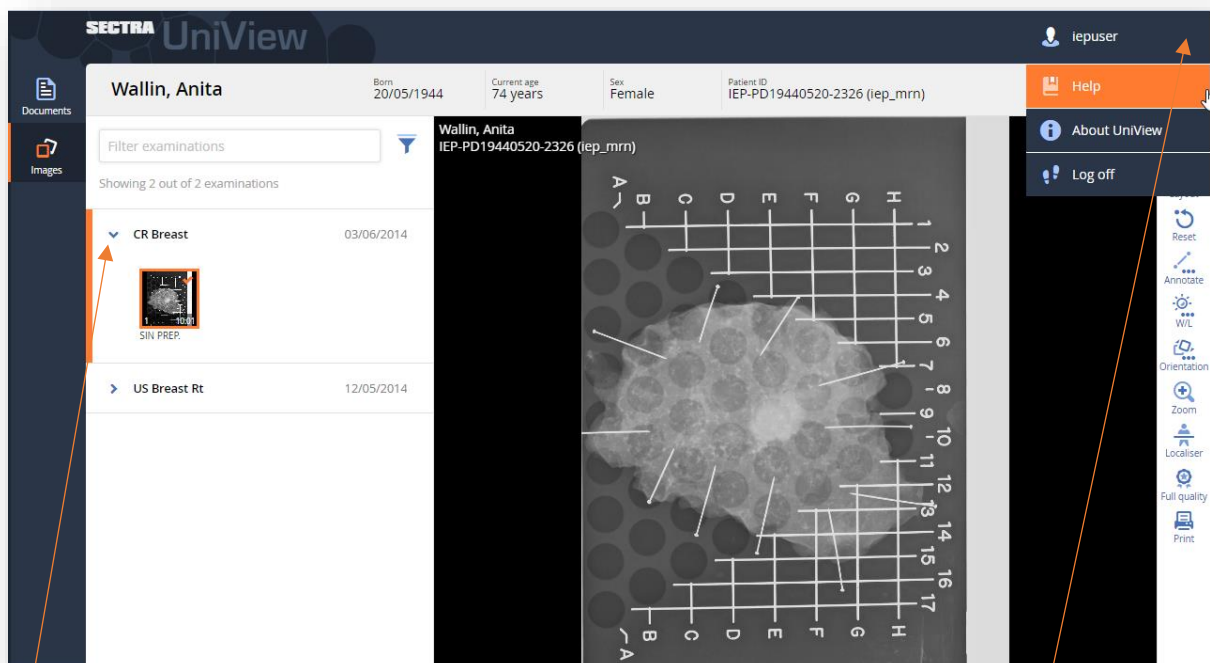 SECTRA UniView
iepuser
Help
About UniView
Log off
Documents
Images
Wallin, Anita
Born
20/05/1944
Current age
74 years
Sex
Female
Patient ID
IEP-PD19440520-2326 (iep_mrn)
Filter examinations
Showing 2 out of 2 examinations
CR Breast 03/06/2014
1 10:01
SIN PREP.
US Breast Rt 12/05/2014
Wallin, Anita
IEP-PD19440520-2326 (iep_mrn)
A B C D E F G H
1
2
3
4
5
6
7
8
9
10
11
12
13
14
15
16
17
A B C D E F G H
Reset
Annotate
W/L
Orientation
Zoom
Localiser
Full quality
Print